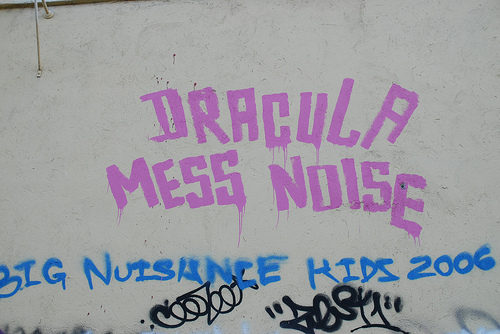 DRACULA
MESS NOISE
BIG NUISANCE KIDS 2006